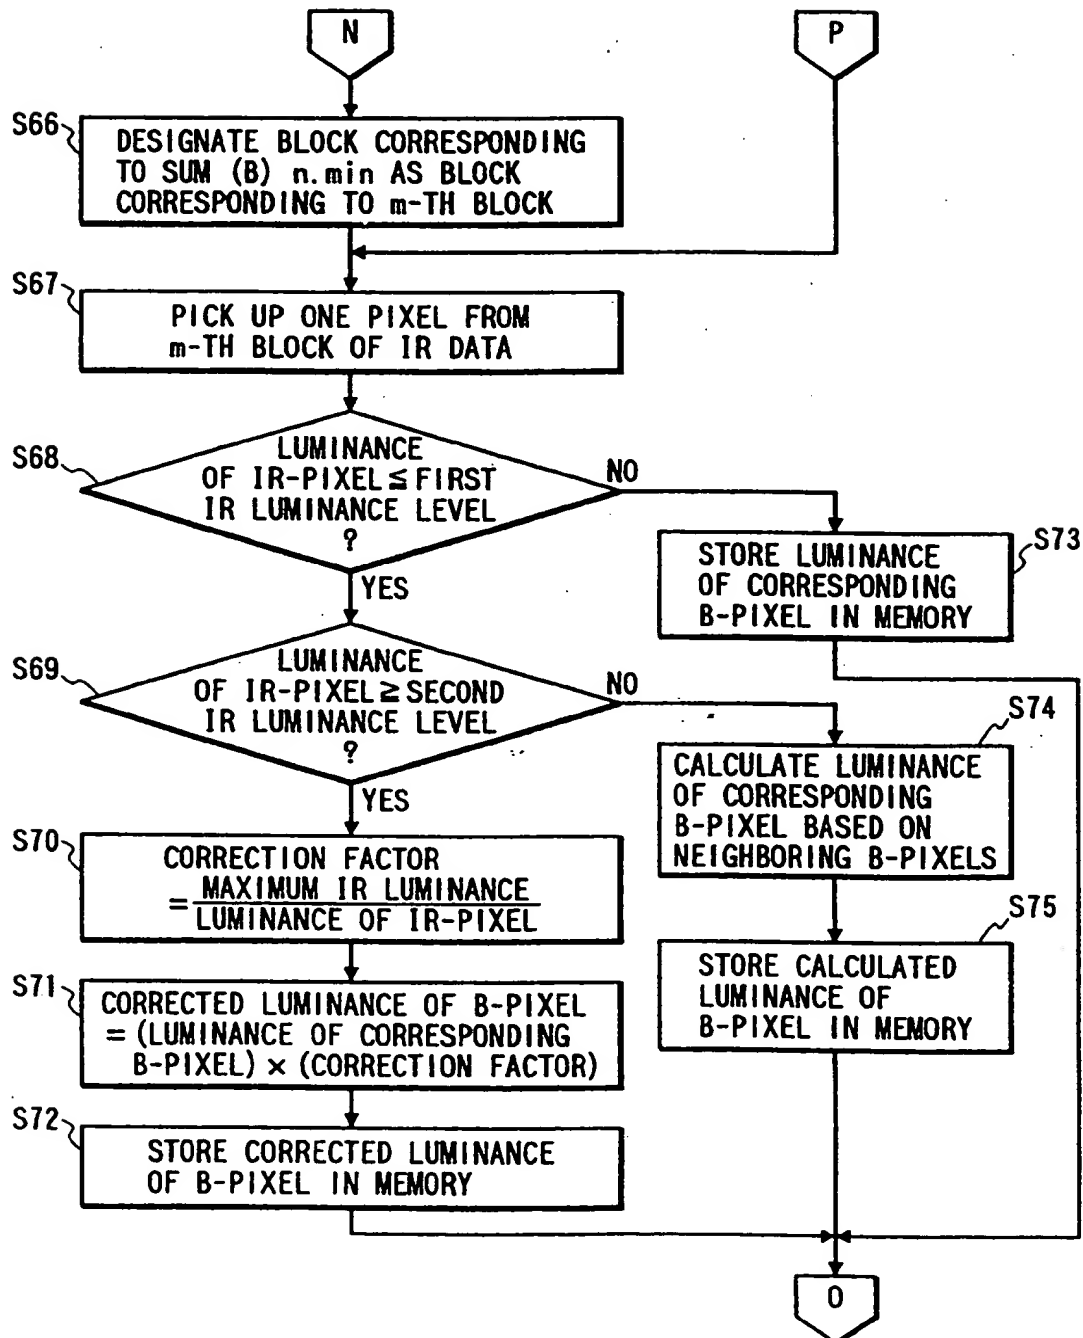 N
P
S66
DESIGNATE BLOCK CORRESPONDING
TO SUM (B) n.min AS BLOCK
CORRESPONDING TO m-TH BLOCK
S67
PICK UP ONE PIXEL FROM
m-TH BLOCK OF IR DATA
S68
LUMINANCE
OF IR-PIXEL ≦ FIRST
IR LUMINANCE LEVEL
?
NO
YES
S73
STORE LUMINANCE
OF CORRESPONDING
B-PIXEL IN MEMORY
S69
LUMINANCE
OF IR-PIXEL ≧ SECOND
IR LUMINANCE LEVEL
?
NO
YES
S74
CALCULATE LUMINANCE
OF CORRESPONDING
B-PIXEL BASED ON
NEIGHBORING B-PIXELS
S70
CORRECTION FACTOR
= MAXIMUM IR LUMINANCE
LUMINANCE OF IR-PIXEL
S75
STORE CALCULATED
LUMINANCE OF
B-PIXEL IN MEMORY
S71
CORRECTED LUMINANCE OF B-PIXEL
= (LUMINANCE OF CORRESPONDING
B-PIXEL) × (CORRECTION FACTOR)
S72
STORE CORRECTED LUMINANCE
OF B-PIXEL IN MEMORY
O